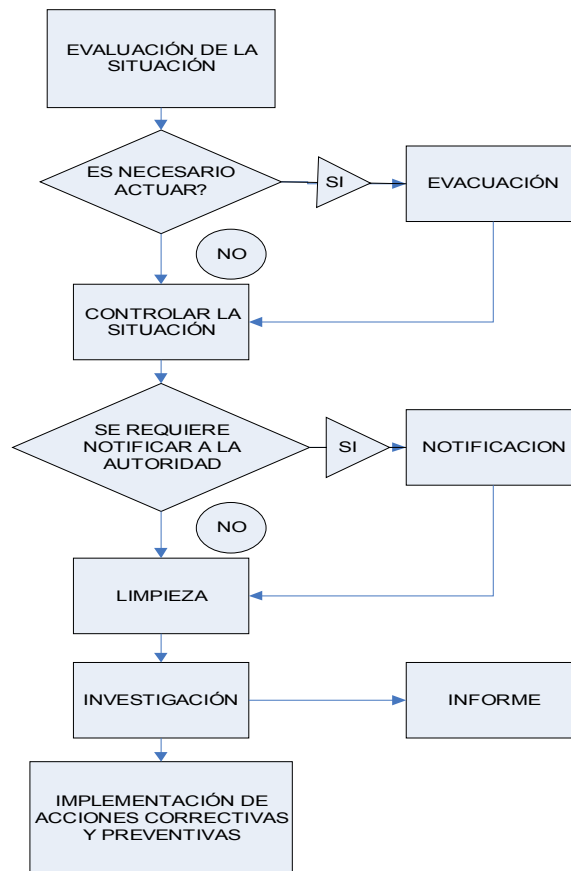 EVALUACIÓN DE LA
SITUACIÓN
ES NECESARIO
ACTUAR?
SI
EVACUACIÓN
NO
CONTROLAR LA
SITUACIÓN
SE REQUIERE
NOTIFICAR A LA
AUTORIDAD
SI
NOTIFICACION
NO
LIMPIEZA
INVESTIGACIÓN
INFORME
IMPLEMENTACIÓN DE
ACCIONES CORRECTIVAS
Y PREVENTIVAS